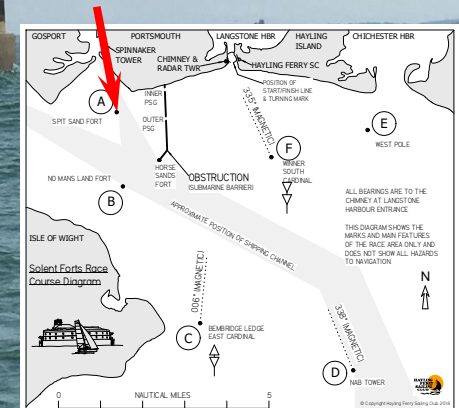 GOSPORT
PORTSMOUTH
LANGSTONE HBR
HAYLING
ISLAND
CHICHESTER HBR
SPINNAKER
TOWER
CHIMNEY &
RADAR TWR
HAYLING FERRY SC
POSITION OF
START/FINISH LINE
& TURNING MARK
INNER
PSG
A
SPIT SAND FORT
OUTER
PSG
335° (MAGNETIC)
E
WEST POLE
F
WINNER
SOUTH
CARDINAL
HORSE
SANDS
FORT
OBSTRUCTION
(SUBMARINE BARRIER)
NO MANS LAND FORT
B
APPROXIMATE POSITION OF SHIPPING CHANNEL
ALL BEARINGS ARE TO THE
CHIMNEY AT LANGSTONE
HARBOUR ENTRANCE
THIS DIAGRAM SHOWS THE
MARKS AND MAIN FEATURES
OF THE RACE AREA ONLY AND
DOES NOT SHOW ALL HAZARDS
TO NAVIGATION
N
ISLE OF WIGHT
Solent Forts Race
Course Diagram
006° (MAGNETIC)
C
BEMBRIDGE LEDGE
EAST CARDINAL
338° (MAGNETIC)
D
NAB TOWER
0
NAUTICAL MILES
5
HAYLING
FERRY
SAILING
CLUB
© Copyright Hayling Ferry Sailing Club 2016